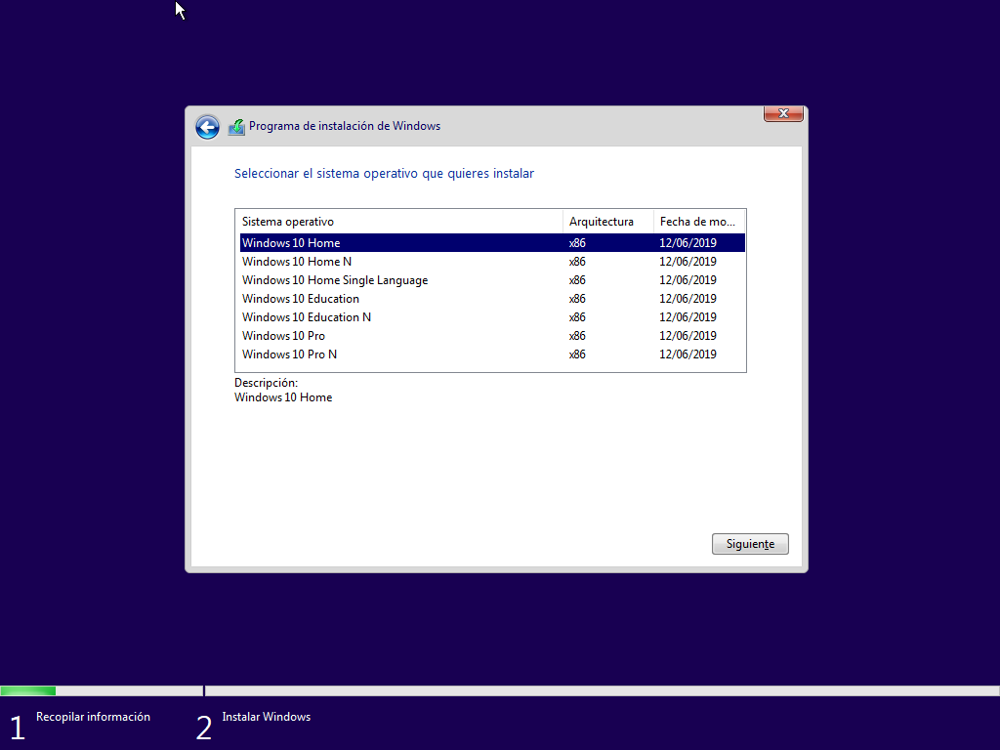 Programa de instalación de Windows
Seleccionar el sistema operativo que quieres instalar
Sistema operativo Arquitectura Fecha de mo...
Windows 10 Home x86 12/06/2019
Windows 10 Home N x86 12/06/2019
Windows 10 Home Single Language x86 12/06/2019
Windows 10 Education x86 12/06/2019
Windows 10 Education N x86 12/06/2019
Windows 10 Pro x86 12/06/2019
Windows 10 Pro N x86 12/06/2019
Descripción:
Windows 10 Home
Siguiente
1 Recopilar información 2 Instalar Windows